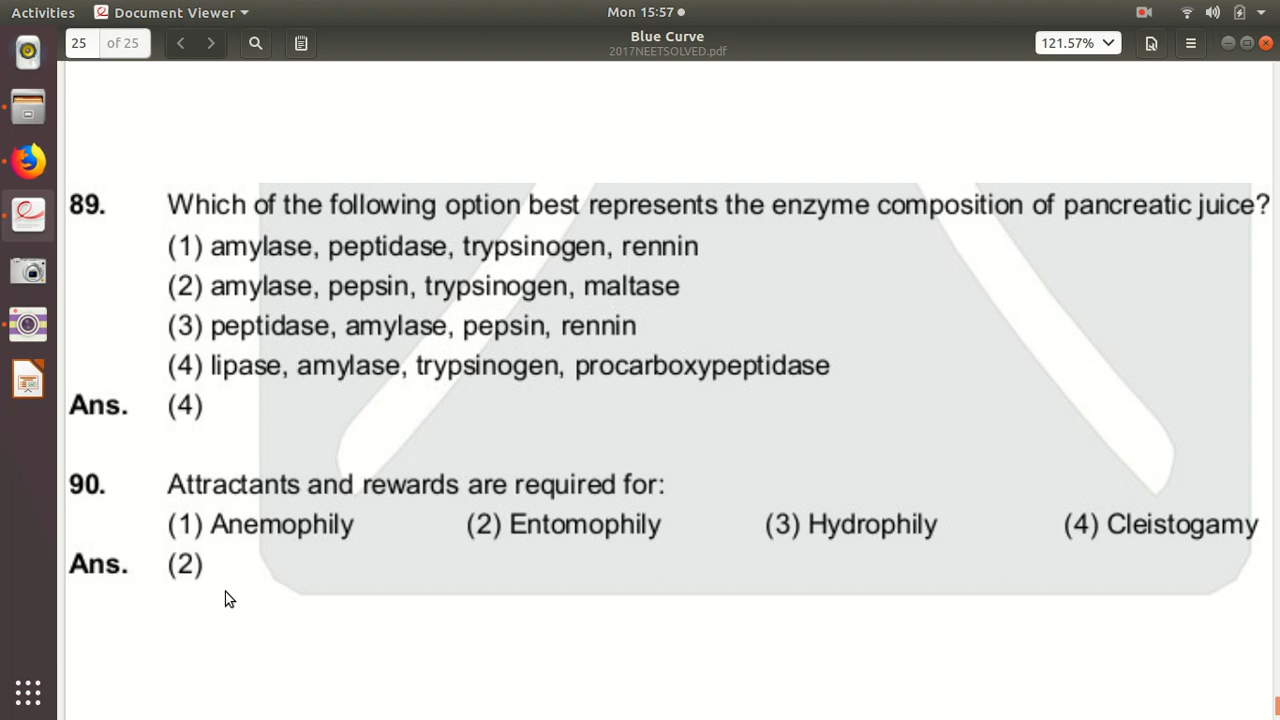 Activities Document Viewer Mon 15:57
25 of 25 Blue Curve 121.57%
2017NEETSOLVED.pdf
89. Which of the following option best represents the enzyme composition of pancreatic juice?
(1) amylase, peptidase, trypsinogen, rennin
(2) amylase, pepsin, trypsinogen, maltase
(3) peptidase, amylase, pepsin, rennin
(4) lipase, amylase, trypsinogen, procarboxypeptidase
Ans. (4)
90. Attractants and rewards are required for:
(1) Anemophily (2) Entomophily (3) Hydrophily (4) Cleistogamy
Ans. (2)